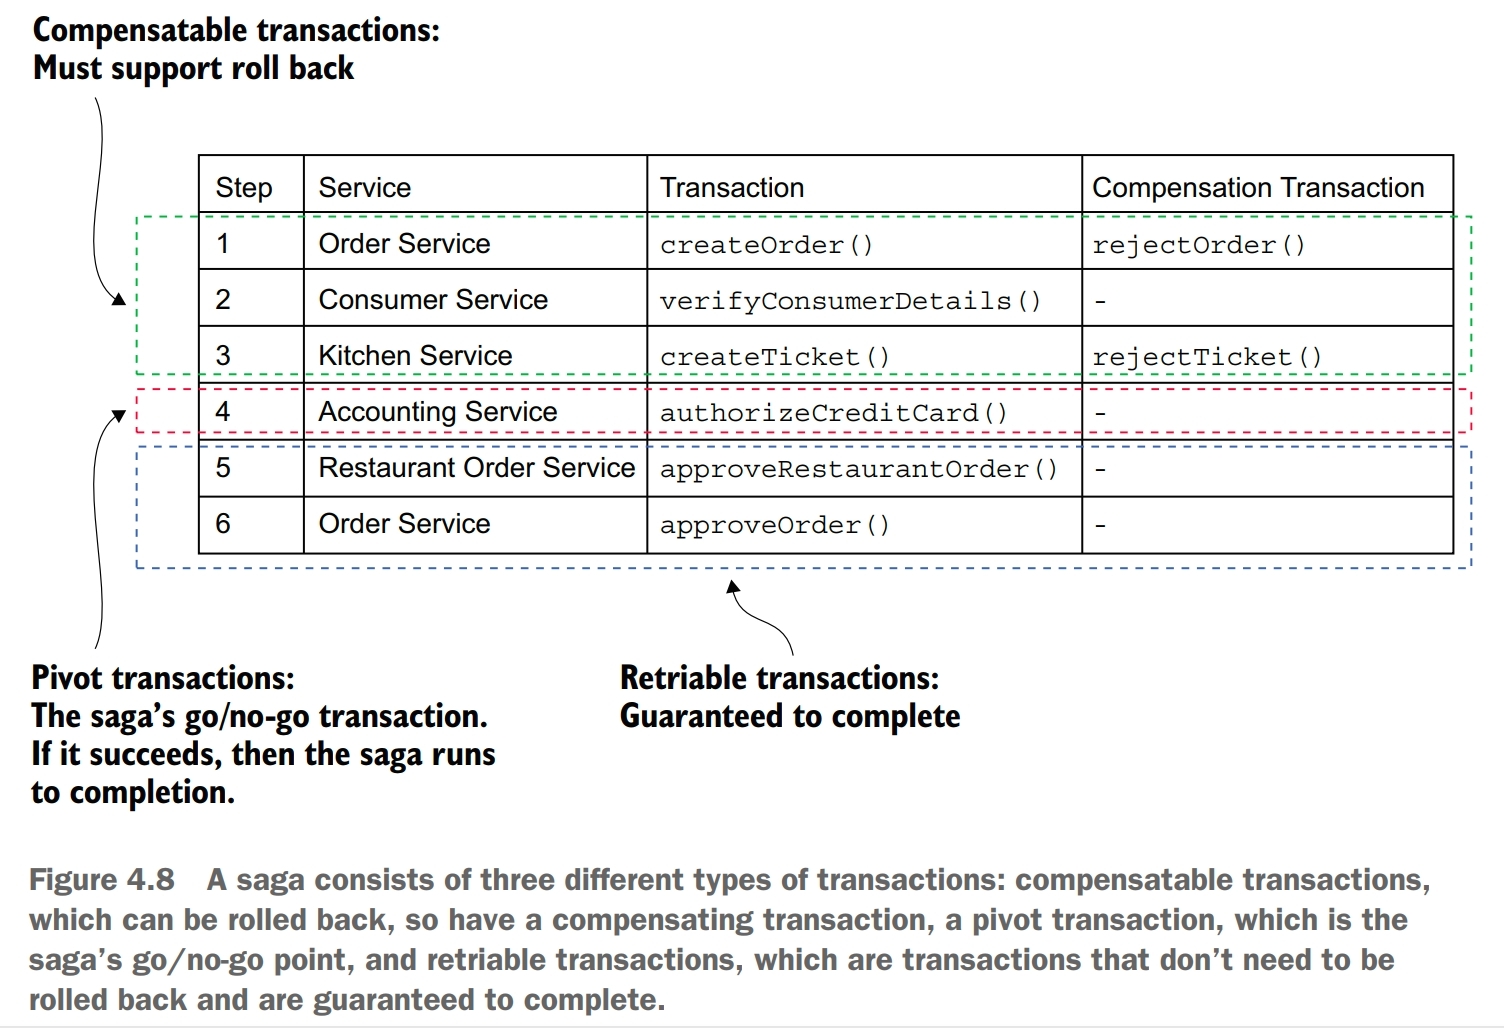 Compensatable transactions:
Must support roll back
Step Service Transaction Compensation Transaction
1 Order Service createOrder() rejectOrder()
2 Consumer Service verifyConsumerDetails() -
3 Kitchen Service createTicket() rejectTicket()
4 Accounting Service authorizeCreditCard() -
5 Restaurant Order Service approveRestaurantOrder() -
6 Order Service approveOrder() -
Pivot transactions:
The saga's go/no-go transaction.
If it succeeds, then the saga runs
to completion.
Retriable transactions:
Guaranteed to complete
Figure 4.8 A saga consists of three different types of transactions: compensatable transactions,
which can be rolled back, so have a compensating transaction, a pivot transaction, which is the
saga's go/no-go point, and retriable transactions, which are transactions that don't need to be
rolled back and are guaranteed to complete.